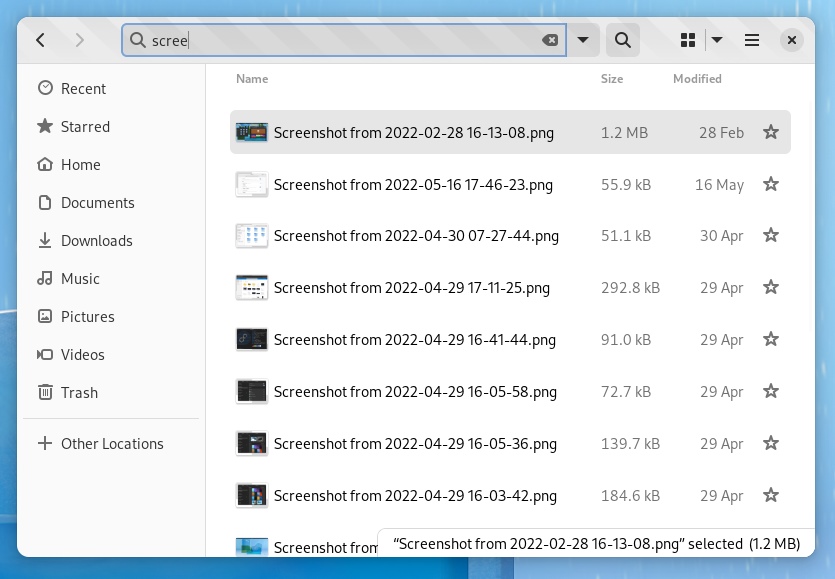 scree
Name Size Modified
Recent
Starred
Home
Documents
Downloads
Music
Pictures
Videos
Trash
Other Locations
Screenshot from 2022-02-28 16-13-08.png 1.2 MB 28 Feb
Screenshot from 2022-05-16 17-46-23.png 55.9 kB 16 May
Screenshot from 2022-04-30 07-27-44.png 51.1 kB 30 Apr
Screenshot from 2022-04-29 17-11-25.png 292.8 kB 29 Apr
Screenshot from 2022-04-29 16-41-44.png 91.0 kB 29 Apr
Screenshot from 2022-04-29 16-05-58.png 72.7 kB 29 Apr
Screenshot from 2022-04-29 16-05-36.png 139.7 kB 29 Apr
Screenshot from 2022-04-29 16-03-42.png 184.6 kB 29 Apr
Screenshot from
“Screenshot from 2022-02-28 16-13-08.png” selected (1.2 MB)